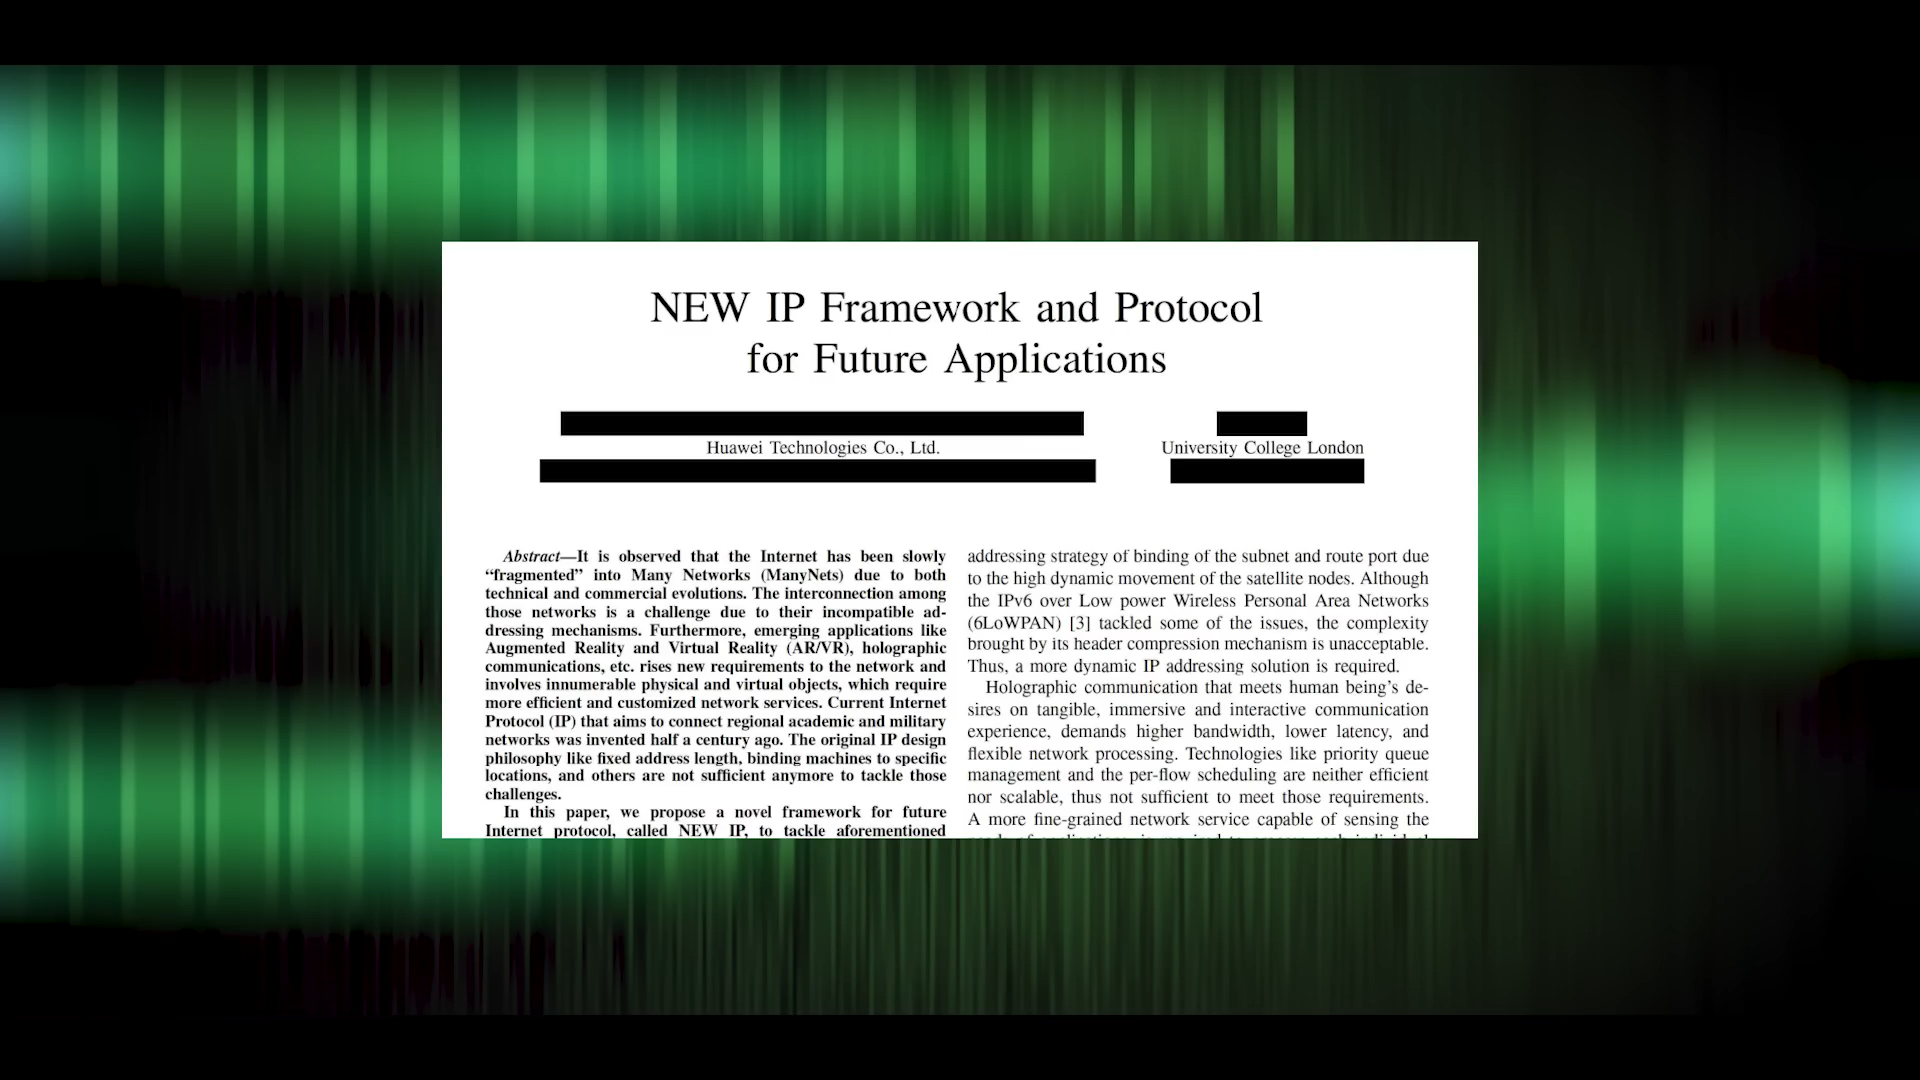 NEW IP Framework and Protocol
for Future Applications
Huawei Technologies Co., Ltd.
University College London
Abstract—It is observed that the Internet has been slowly
“fragmented” into Many Networks (ManyNets) due to both
technical and commercial evolutions. The interconnection among
those networks is a challenge due to their incompatible ad-
dressing mechanisms. Furthermore, emerging applications like
Augmented Reality and Virtual Reality (AR/VR), holographic
communications, etc. rises new requirements to the network and
involves innumerable physical and virtual objects, which require
more efficient and customized network services. Current Internet
Protocol (IP) that aims to connect regional academic and military
networks was invented half a century ago. The original IP design
philosophy like fixed address length, binding machines to specific
locations, and others are not sufficient anymore to tackle those
challenges.
In this paper, we propose a novel framework for future
Internet protocol, called NEW IP, to tackle aforementioned
addressing strategy of binding of the subnet and route port due
to the high dynamic movement of the satellite nodes. Although
the IPv6 over Low power Wireless Personal Area Networks
(6LoWPAN) [3] tackled some of the issues, the complexity
brought by its header compression mechanism is unacceptable.
Thus, a more dynamic IP addressing solution is required.
Holographic communication that meets human being’s de-
sires on tangible, immersive and interactive communication
experience, demands higher bandwidth, lower latency, and
flexible network processing. Technologies like priority queue
management and the per-flow scheduling are neither efficient
nor scalable, thus not sufficient to meet those requirements.
A more fine-grained network service capable of sensing the